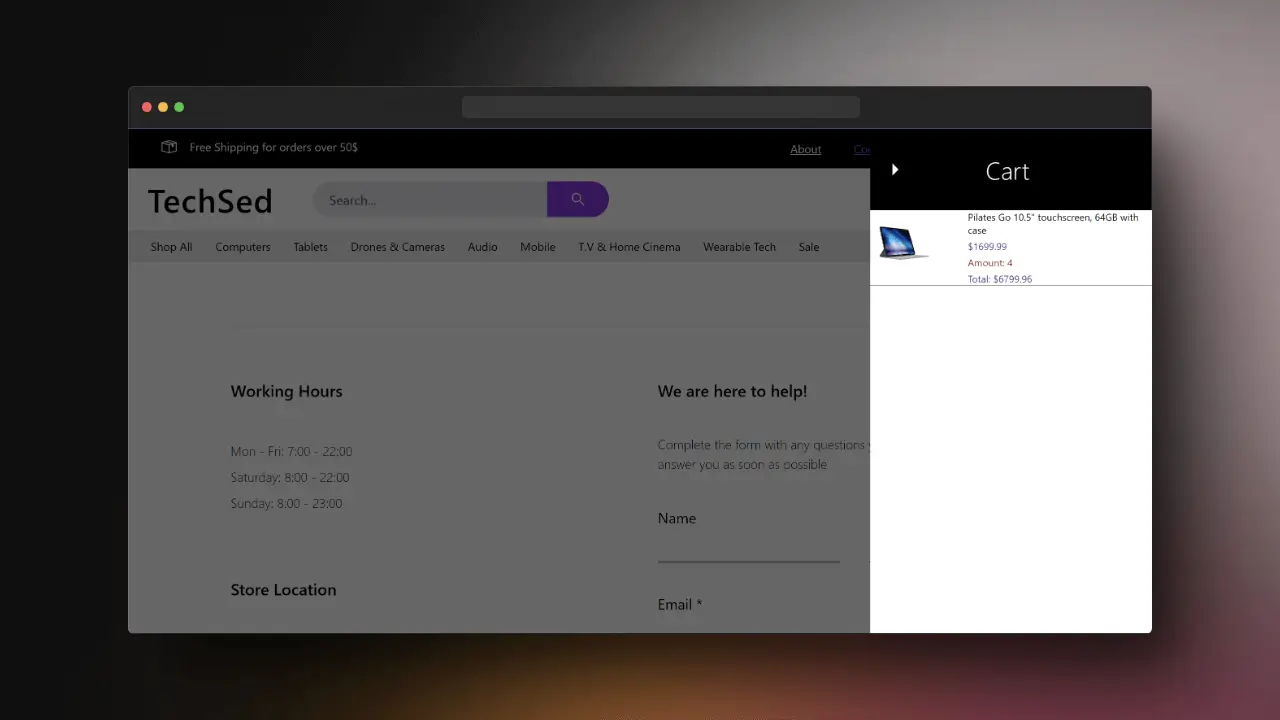 Free Shipping for orders over 50$
About
TechSed
Search...
Shop All Computers Tablets Drones & Cameras Audio Mobile T.V & Home Cinema Wearable Tech Sale
Cart
Pilates Go 10.5" touchscreen, 64GB with
case
$1699.99
Amount: 4
Total: $6799.96
Working Hours
Mon - Fri: 7:00 - 22:00
Saturday: 8:00 - 22:00
Sunday: 8:00 - 23:00
Store Location
We are here to help!
Complete the form with any questions
answer you as soon as possible
Name
Email *